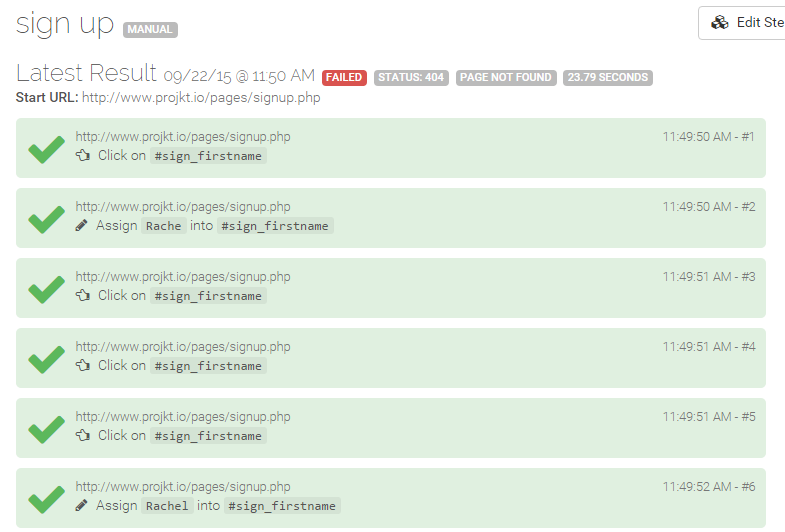 sign up MANUAL
Edit Ste
Latest Result 09/22/15 @ 11:50 AM FAILED STATUS: 404 PAGE NOT FOUND 23.79 SECONDS
Start URL: http://www.projkt.io/pages/signup.php
http://www.projkt.io/pages/signup.php 11:49:50 AM - #1
Click on #sign_firstname
http://www.projkt.io/pages/signup.php 11:49:50 AM - #2
Assign Rache into #sign_firstname
http://www.projkt.io/pages/signup.php 11:49:51 AM - #3
Click on #sign_firstname
http://www.projkt.io/pages/signup.php 11:49:51 AM - #4
Click on #sign_firstname
http://www.projkt.io/pages/signup.php 11:49:51 AM - #5
Click on #sign_firstname
http://www.projkt.io/pages/signup.php 11:49:52 AM - #6
Assign Rachel into #sign_firstname